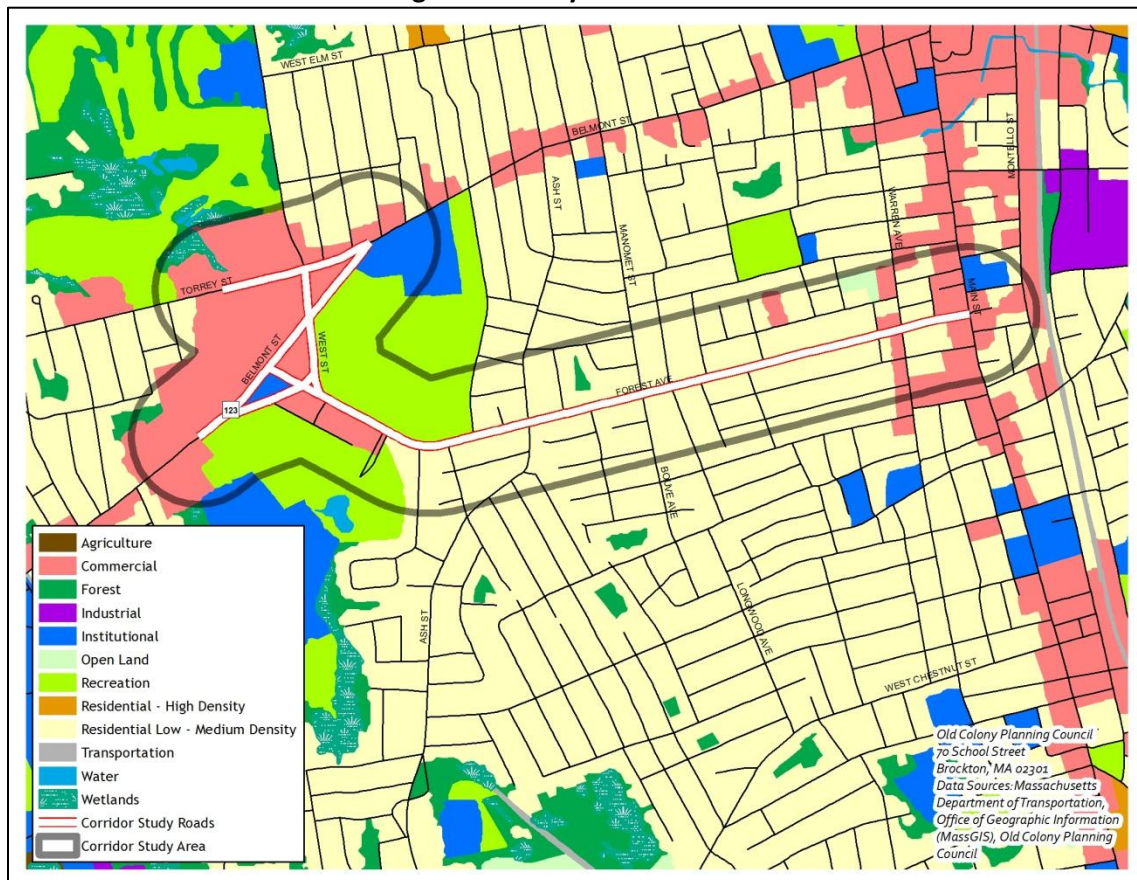 WEST ELM ST
BELMONT ST
MONTELLO ST
ASH ST
MANOMET ST
WARREN AVE
MAIN ST
TORREY ST
BELMONT ST
WEST ST
FOREST AVE
123
BOUVE AVE
LONGWOOD AVE
ASH ST
WEST CHESTNUT ST
Agriculture
Commercial
Forest
Industrial
Institutional
Open Land
Recreation
Residential - High Density
Residential Low - Medium Density
Transportation
Water
Wetlands
Corridor Study Roads
Corridor Study Area
Old Colony Planning Council
70 School Street
Brockton, MA 02301
Data Sources: Massachusetts
Department of Transportation,
Office of Geographic Information
(MassGIS), Old Colony Planning
Council